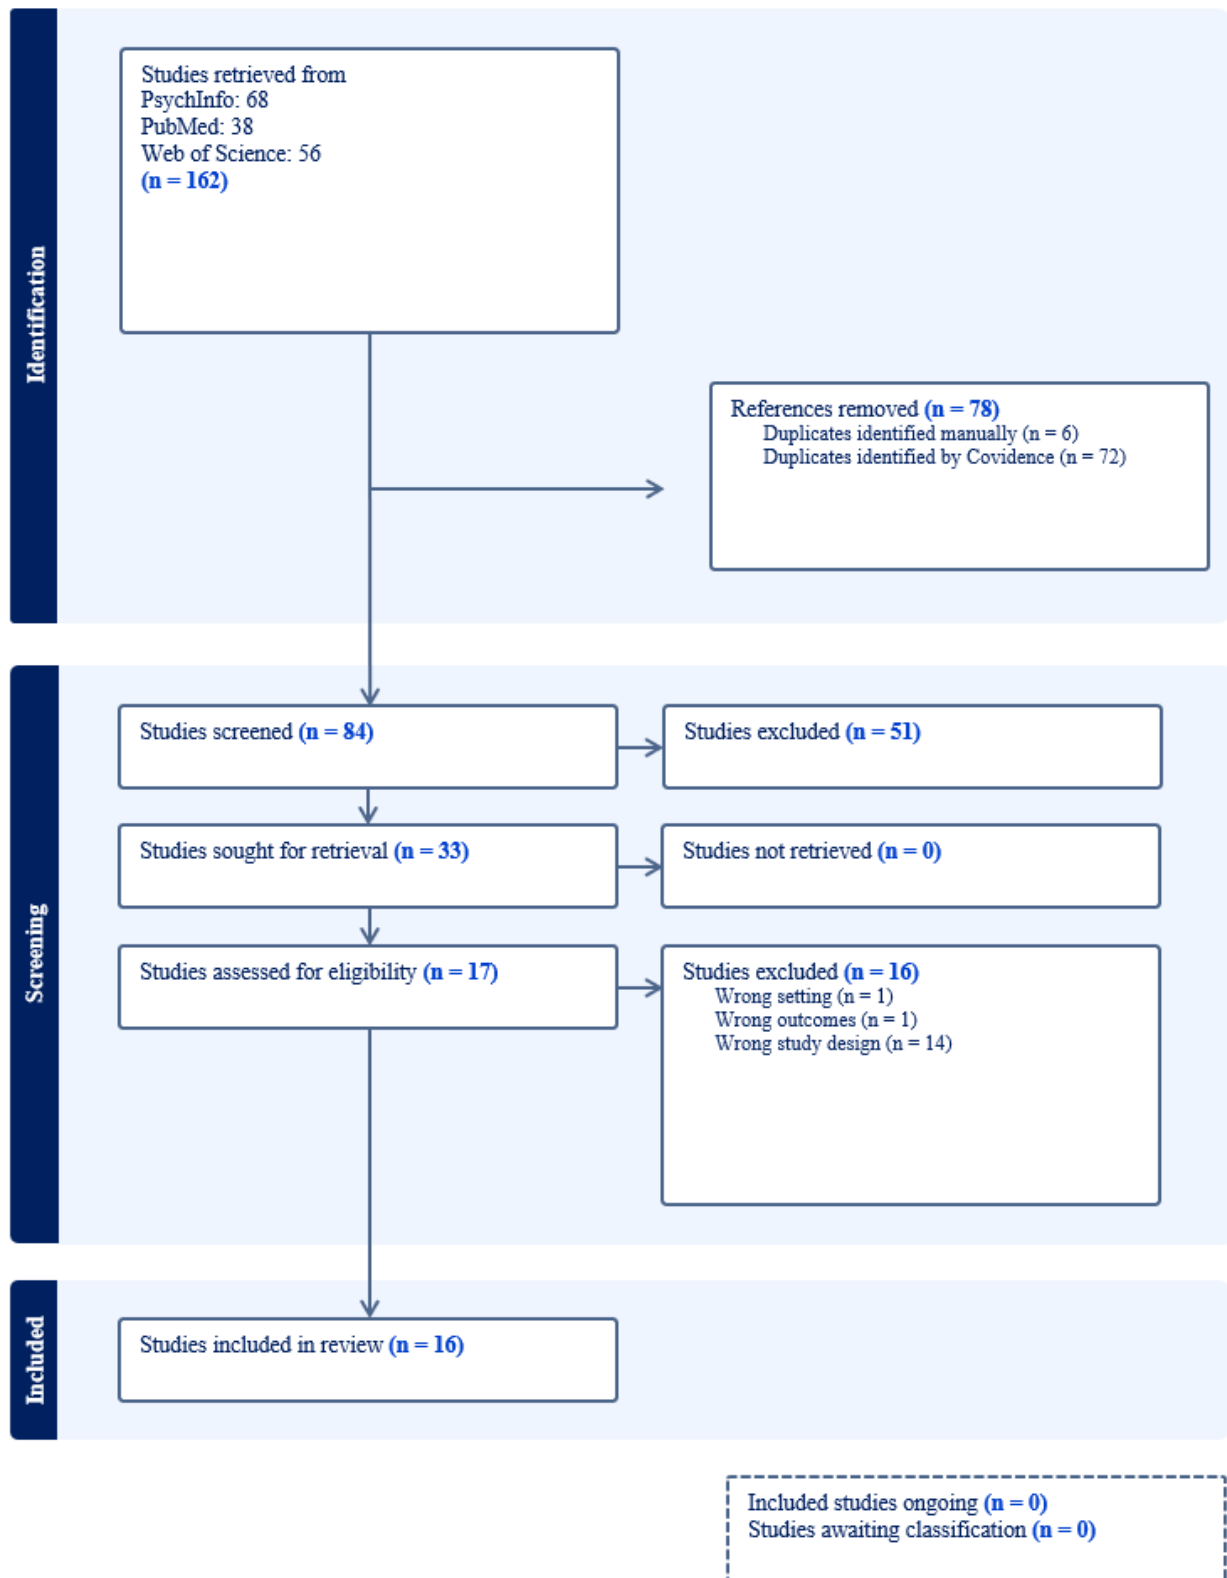 Identification
Studies retrieved from
PsychInfo: 68
PubMed: 38
Web of Science: 56
(n = 162)
References removed (n = 78)
Duplicates identified manually (n = 6)
Duplicates identified by Covidence (n = 72)
Screening
Studies screened (n = 84)
Studies excluded (n = 51)
Studies sought for retrieval (n = 33)
Studies not retrieved (n = 0)
Studies assessed for eligibility (n = 17)
Studies excluded (n = 16)
Wrong setting (n = 1)
Wrong outcomes (n = 1)
Wrong study design (n = 14)
Included
Studies included in review (n = 16)
Included studies ongoing (n = 0)
Studies awaiting classification (n = 0)